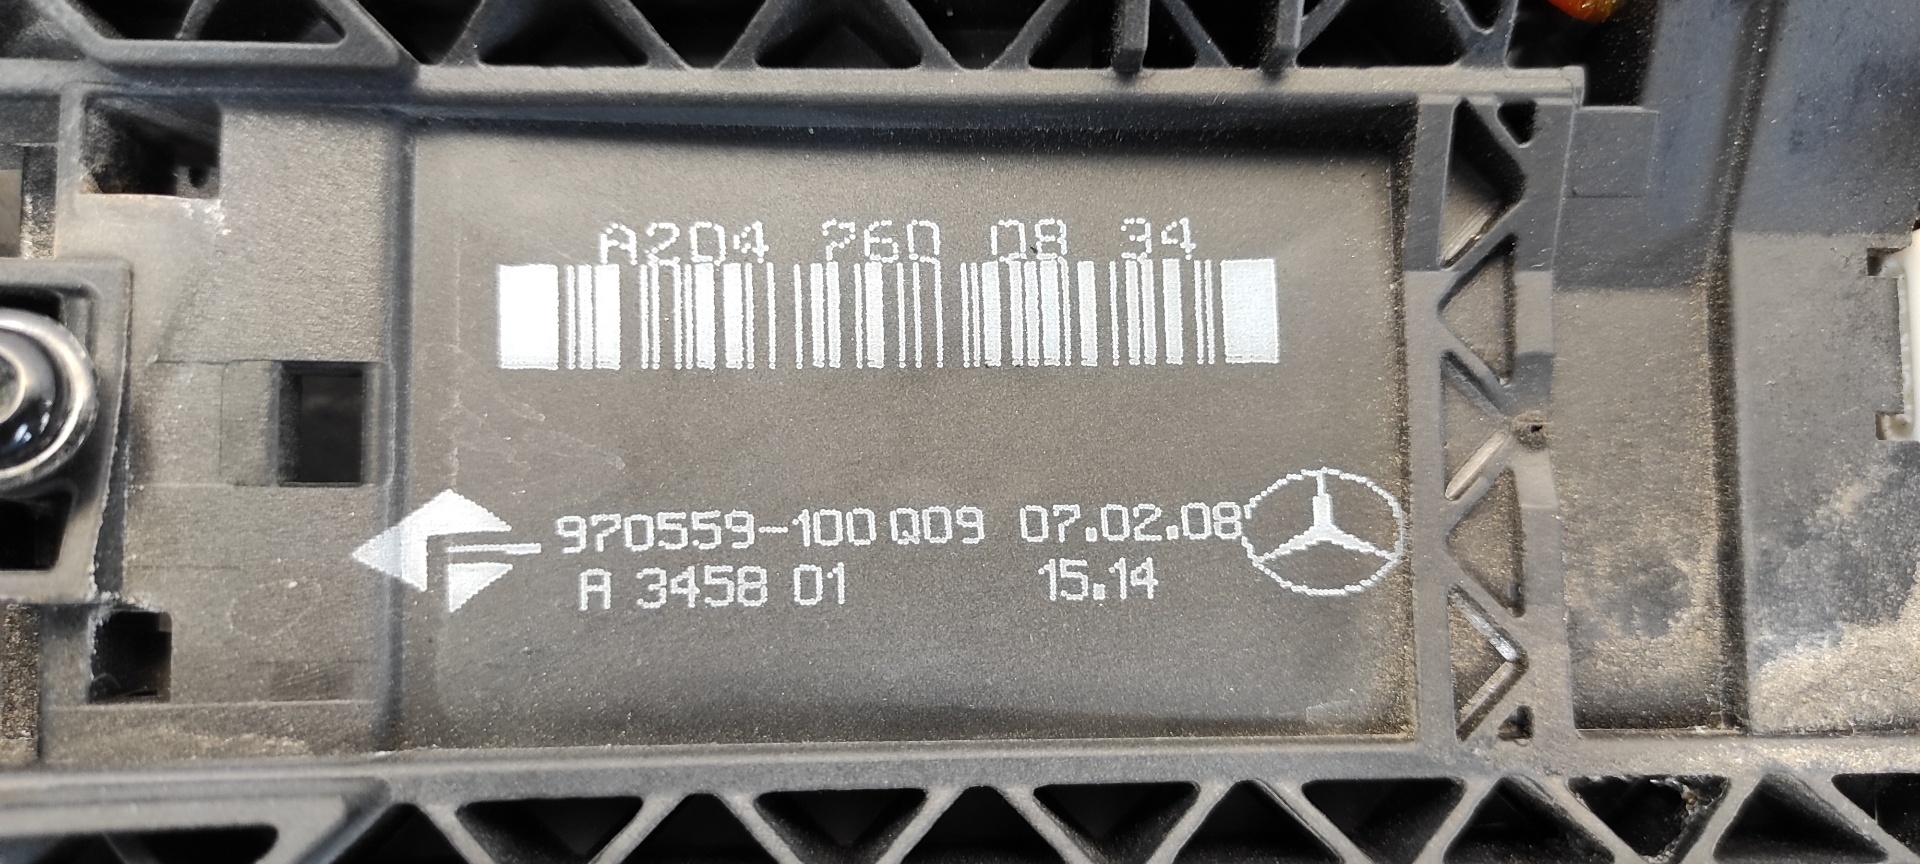 A204 760 08 34
970559-100 Q09 07.02.08
A 3458 01 15.14